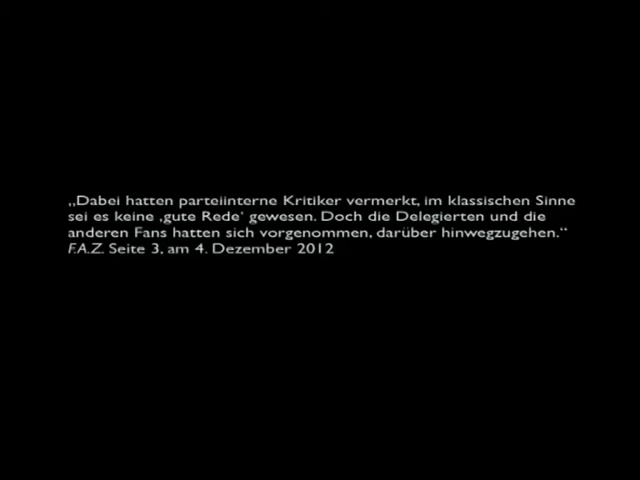 „Dabei hatten parteiinterne Kritiker vermerkt, im klassischen Sinne
sei es keine ‚gute Rede‘ gewesen. Doch die Delegierten und die
anderen Fans hatten sich vorgenommen, darüber hinwegzugehen.“
F.A.Z. Seite 3, am 4. Dezember 2012